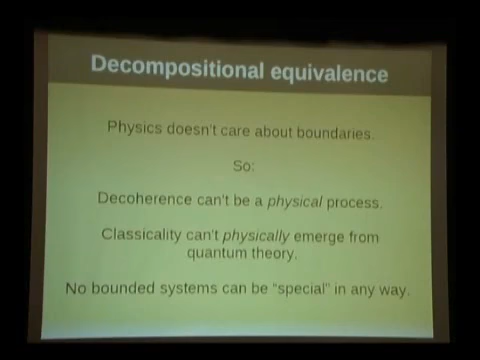 Decompositional equivalence
Physics doesn't care about boundaries.
So:
Decoherence can't be a physical process.
Classicality can't physically emerge from
quantum theory.
No bounded systems can be "special" in any way.